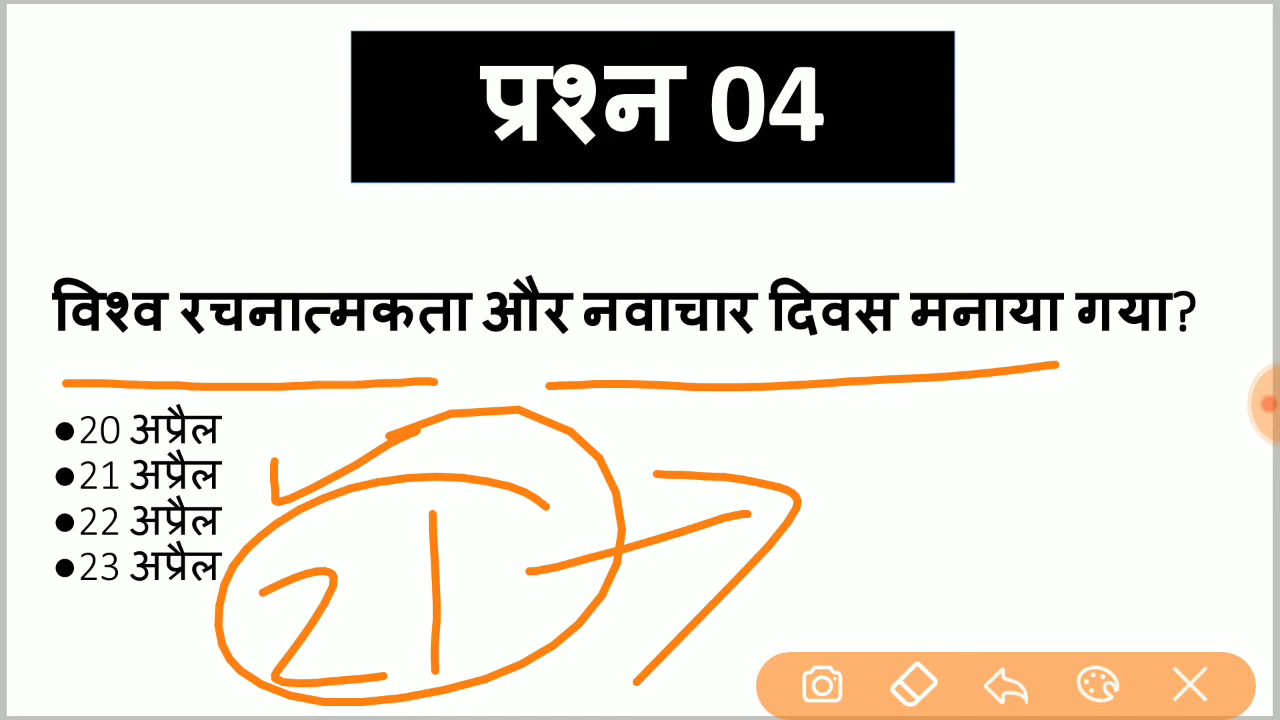 प्रश्न 04
विश्व रचनात्मकता और नवाचार दिवस मनाया गया?
●20 अप्रैल
●21 अप्रैल
●22 अप्रैल
●23 अप्रैल
21